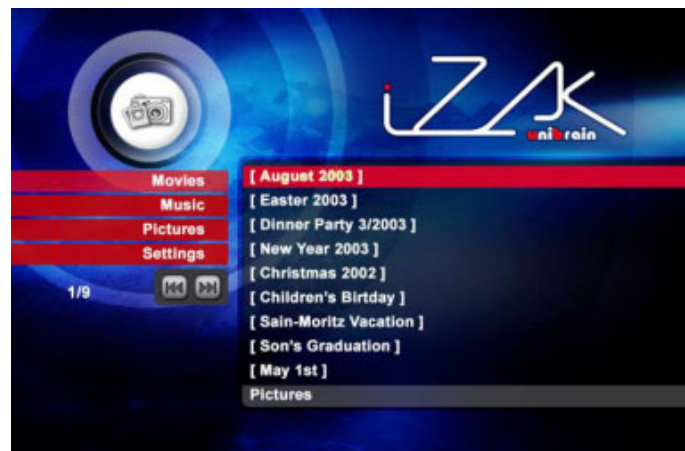 iZAK
unibrain
Movies
Music
Pictures
Settings
1/9
[ August 2003 ]
[ Easter 2003 ]
[ Dinner Party 3/2003 ]
[ New Year 2003 ]
[ Christmas 2002 ]
[ Children's Birtday ]
[ Sain-Moritz Vacation ]
[ Son's Graduation ]
[ May 1st ]
Pictures